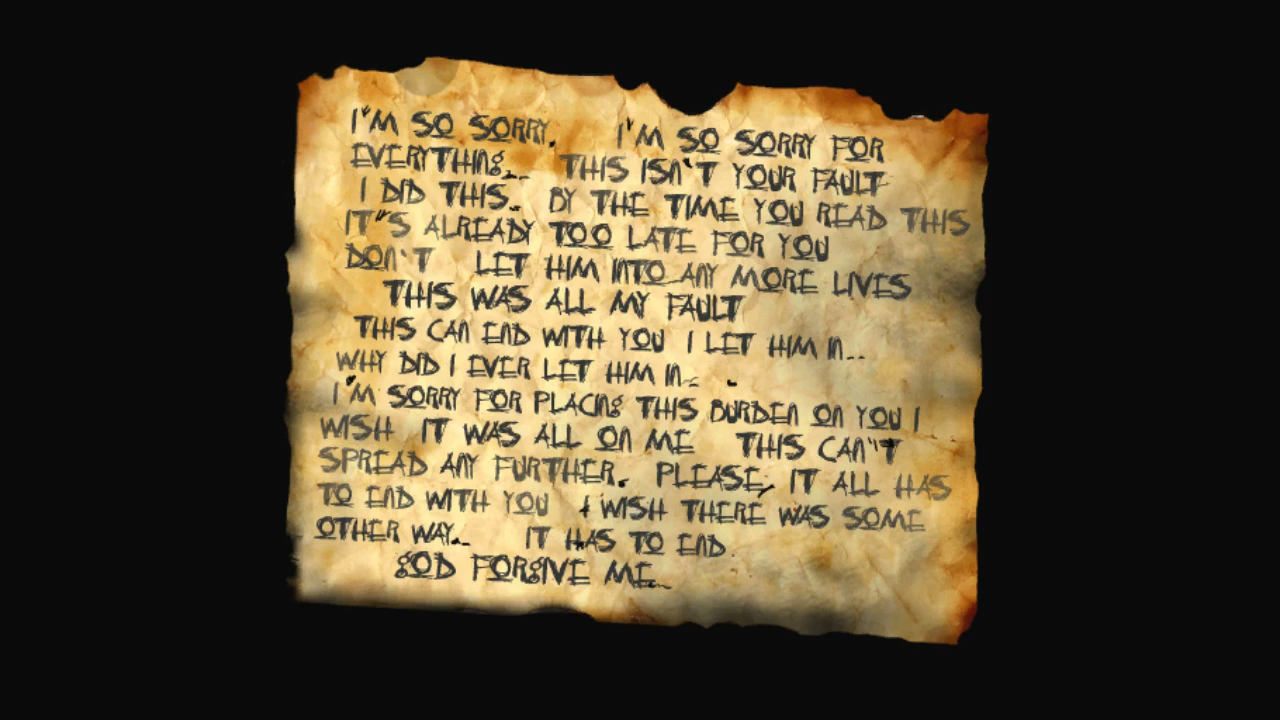 I'M SO SORRY. I'M SO SORRY FOR
EVERYTHING... THIS ISN'T YOUR FAULT
I DID THIS.. BY THE TIME YOU READ THIS
IT"S ALREADY TOO LATE FOR YOU
DON'T LET HIM INTO ANY MORE LIVES
THIS WAS ALL MY FAULT
THIS CAN END WITH YOU I LET HIM IN...
WHY DID I EVER LET HIM IN..
I'M SORRY FOR PLACING THIS BURDEN ON YOU I
WISH IT WAS ALL ON ME THIS CAN"T
SPREAD ANY FURTHER. PLEASE, IT ALL HAS
TO END WITH YOU I WISH THERE WAS SOME
OTHER WAY... IT HAS TO END.
GOD FORGIVE ME...